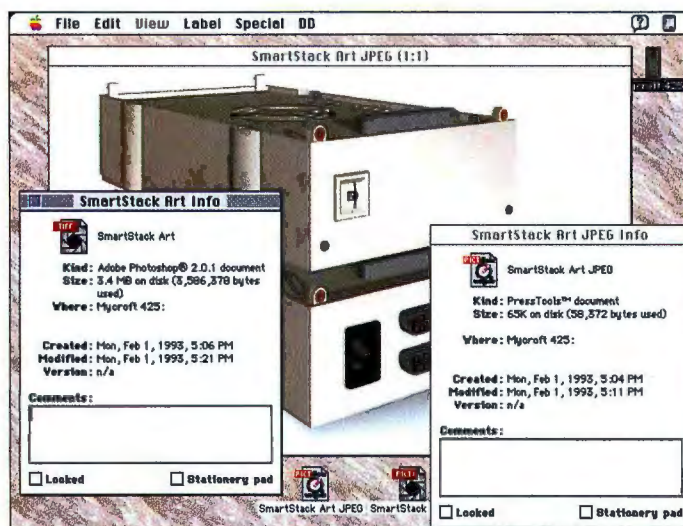 File Edit View Label Special DD
SmartStack Art JPEG (1:1)
SmartStack Art Info
TIFF
SmartStack Art
Kind: Adobe Photoshop® 2.0.1 document
Size: 3.4 MB on disk (3,586,378 bytes
used)
Where: Mycroft 425:
Created: Mon, Feb 1, 1993, 5:06 PM
Modified: Mon, Feb 1, 1993, 5:21 PM
Version: n/a
Comments:
Locked Stationery pad
SmartStack Art JPEG Info
PICT
SmartStack Art JPEG
Kind: PressTools™ document
Size: 65K on disk (58,372 bytes used)
Where: Mycroft 425:
Created: Mon, Feb 1, 1993, 5:04 PM
Modified: Mon, Feb 1, 1993, 5:11 PM
Version: n/a
Comments:
Locked Stationery pad
PICT
SmartStack Art JPEG SmartStack